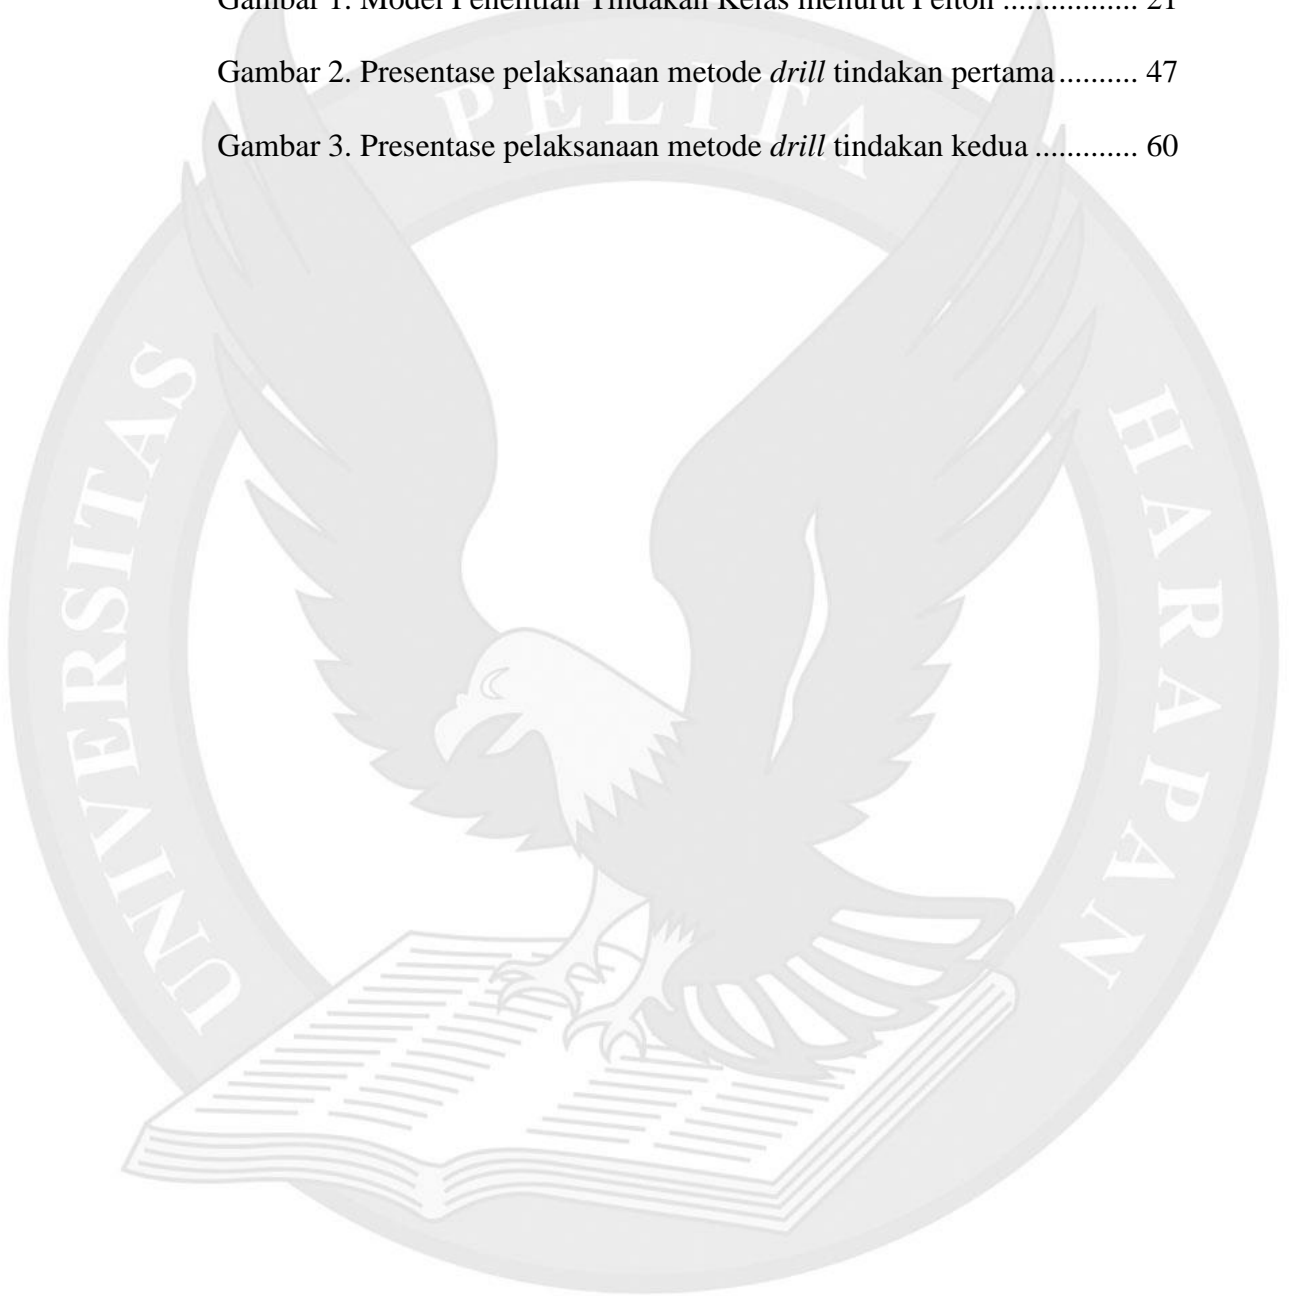 Gambar 1. Model Penelitian Tindakan Kelas menurut Pelton ................ 21
Gambar 2. Presentase pelaksanaan metode drill tindakan pertama .......... 47
Gambar 3. Presentase pelaksanaan metode drill tindakan kedua ............. 60
UNIVERSITAS PELITA HARAPAN